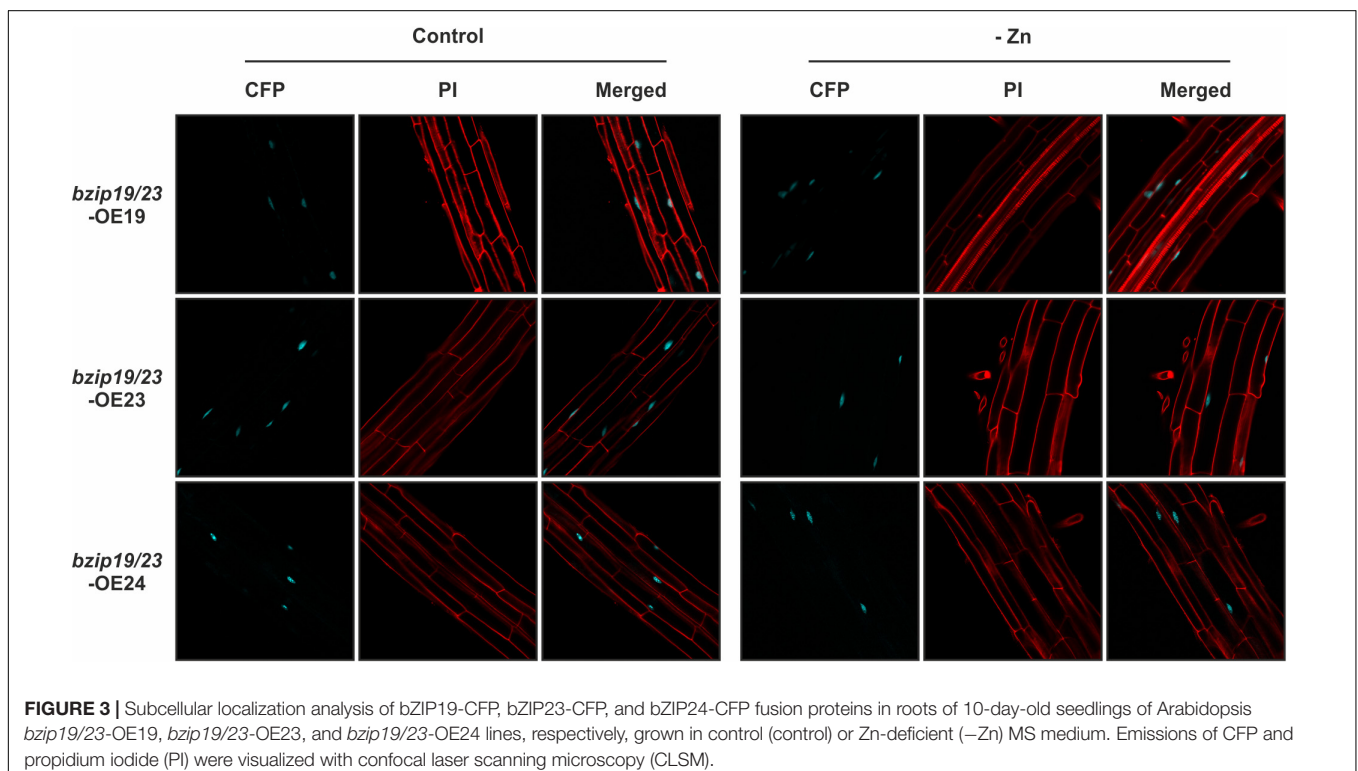 Control
- Zn
CFP PI Merged CFP PI Merged
bzip19/23
-OE19
bzip19/23
-OE23
bzip19/23
-OE24
FIGURE 3 | Subcellular localization analysis of bZIP19-CFP, bZIP23-CFP, and bZIP24-CFP fusion proteins in roots of 10-day-old seedlings of Arabidopsis
bzip19/23-OE19, bzip19/23-OE23, and bzip19/23-OE24 lines, respectively, grown in control (control) or Zn-deficient (−Zn) MS medium. Emissions of CFP and
propidium iodide (PI) were visualized with confocal laser scanning microscopy (CLSM).